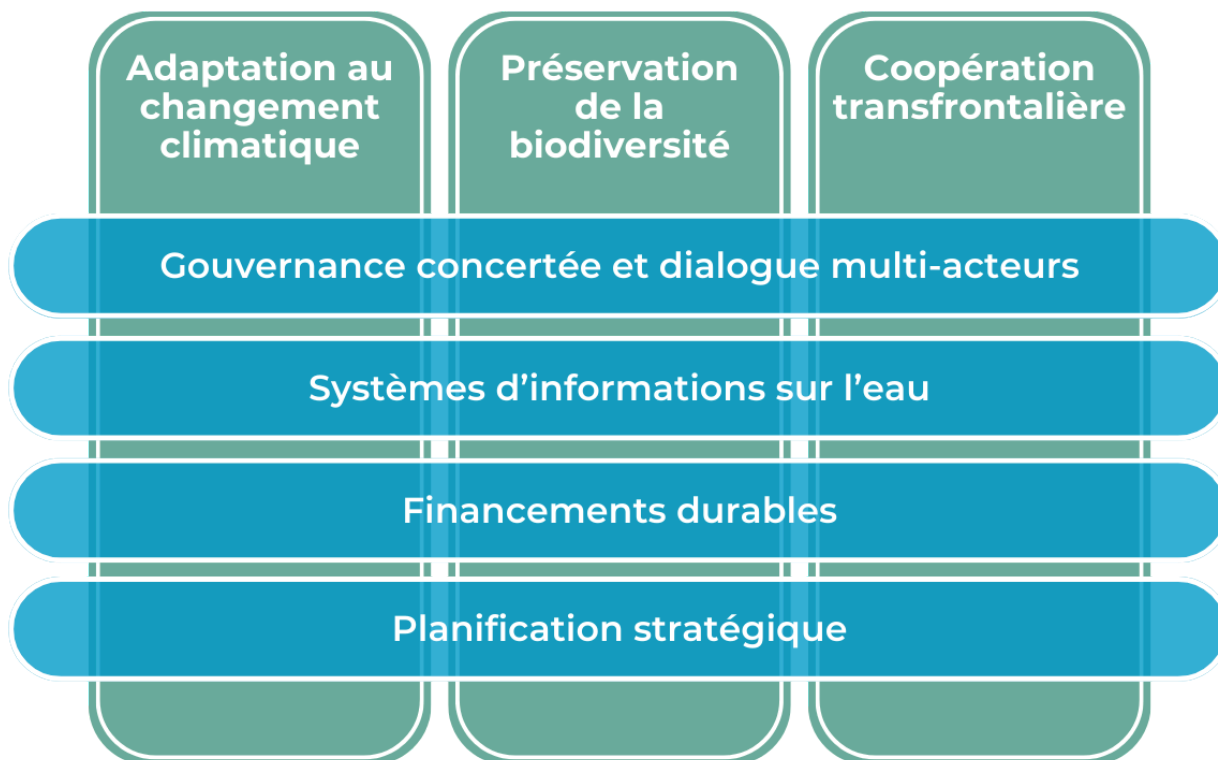 Adaptation au
changement
climatique
Préservation
de la
biodiversité
Coopération
transfrontalière
Gouvernance concertée et dialogue multi-acteurs
Systèmes d’informations sur l’eau
Financements durables
Planification stratégique